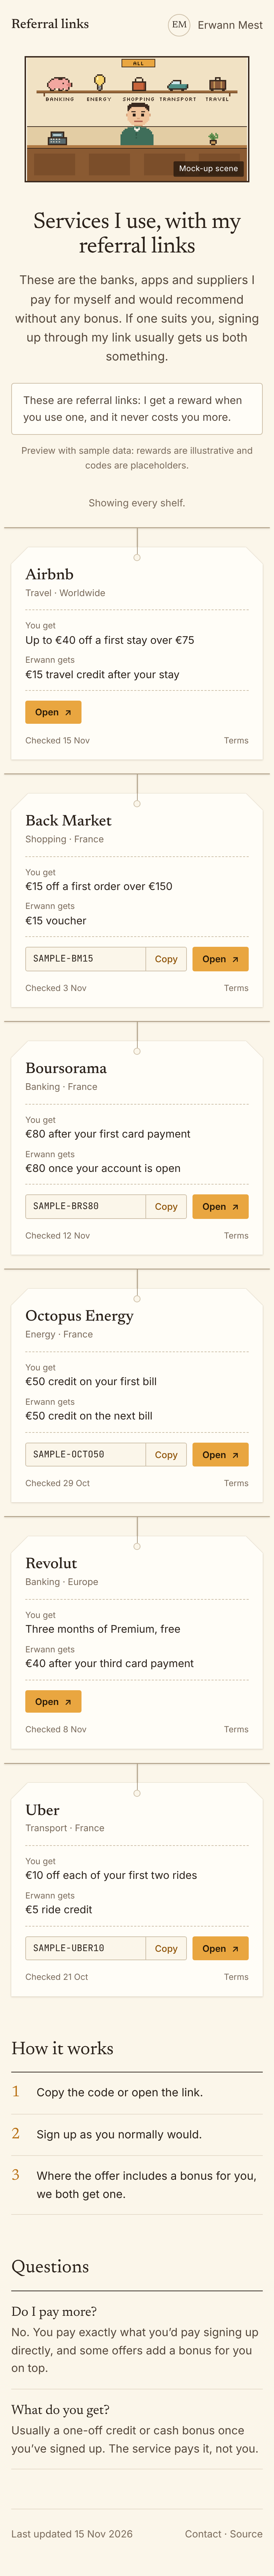 Referral links
EM
Erwann Mest
ALL
BANKING ENERGY SHOPPING TRANSPORT TRAVEL
Mock-up scene
Services I use, with my
referral links
These are the banks, apps and suppliers I
pay for myself and would recommend
without any bonus. If one suits you, signing
up through my link usually gets us both
something.
These are referral links: I get a reward when
you use one, and it never costs you more.
Preview with sample data: rewards are illustrative and
codes are placeholders.
Showing every shelf.
Airbnb
Travel · Worldwide
You get
Up to €40 off a first stay over €75
Erwann gets
€15 travel credit after your stay
Open ↗
Checked 15 Nov
Terms
Back Market
Shopping · France
You get
€15 off a first order over €150
Erwann gets
€15 voucher
SAMPLE-BM15
Copy
Open ↗
Checked 3 Nov
Terms
Boursorama
Banking · France
You get
€80 after your first card payment
Erwann gets
€80 once your account is open
SAMPLE-BRS80
Copy
Open ↗
Checked 12 Nov
Terms
Octopus Energy
Energy · France
You get
€50 credit on your first bill
Erwann gets
€50 credit on the next bill
SAMPLE-OCTO50
Copy
Open ↗
Checked 29 Oct
Terms
Revolut
Banking · Europe
You get
Three months of Premium, free
Erwann gets
€40 after your third card payment
Open ↗
Checked 8 Nov
Terms
Uber
Transport · France
You get
€10 off each of your first two rides
Erwann gets
€5 ride credit
SAMPLE-UBER10
Copy
Open ↗
Checked 21 Oct
Terms
How it works
1 Copy the code or open the link.
2 Sign up as you normally would.
3 Where the offer includes a bonus for you,
we both get one.
Questions
Do I pay more?
No. You pay exactly what you’d pay signing up
directly, and some offers add a bonus for you
on top.
What do you get?
Usually a one-off credit or cash bonus once
you’ve signed up. The service pays it, not you.
Last updated 15 Nov 2026
Contact · Source